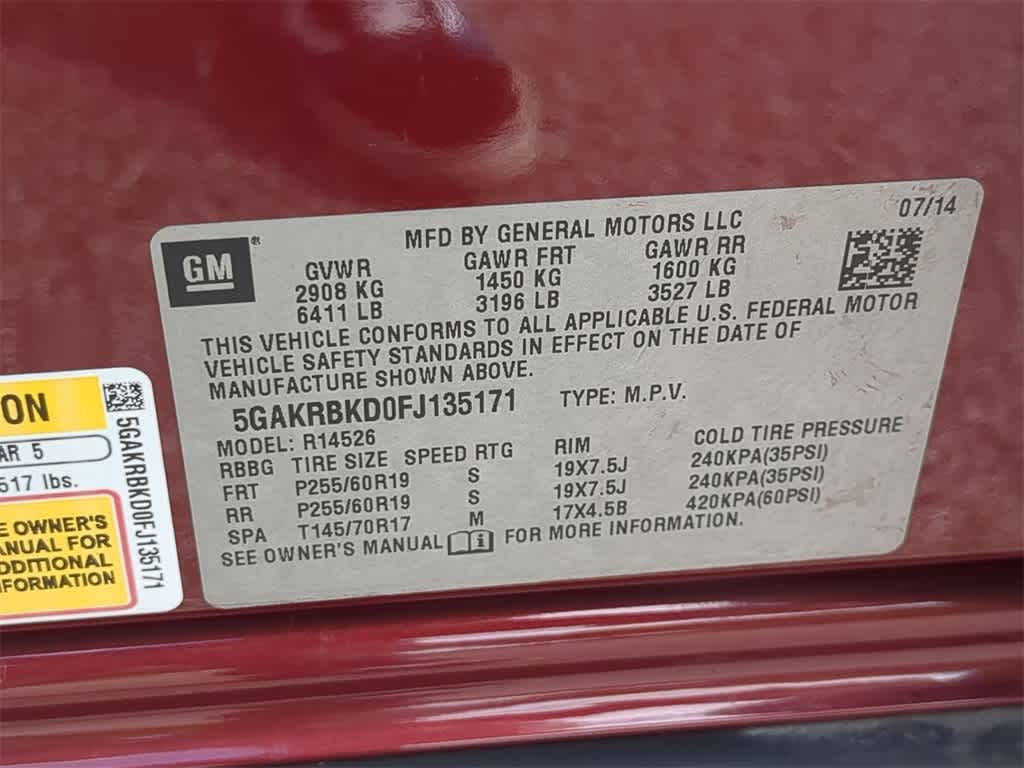 07/14
GM
MFD BY GENERAL MOTORS LLC
GVWR GAWR FRT GAWR RR
2908 KG 1450 KG 1600 KG
6411 LB 3196 LB 3527 LB
THIS VEHICLE CONFORMS TO ALL APPLICABLE U.S. FEDERAL MOTOR
VEHICLE SAFETY STANDARDS IN EFFECT ON THE DATE OF
MANUFACTURE SHOWN ABOVE.
5GAKRBKD0FJ135171 TYPE: M.P.V.
MODEL: R14526
RBBG TIRE SIZE SPEED RTG RIM COLD TIRE PRESSURE
FRT P255/60R19 S 19X7.5J 240KPA(35PSI)
RR P255/60R19 S 19X7.5J 240KPA(35PSI)
SPA T145/70R17 M 17X4.5B 420KPA(60PSI)
SEE OWNER'S MANUAL FOR MORE INFORMATION.
ON
AR 5
517 lbs.
E OWNER'S
ANUAL FOR
DDITIONAL
FORMATION
5GAKRBKD0FJ135171